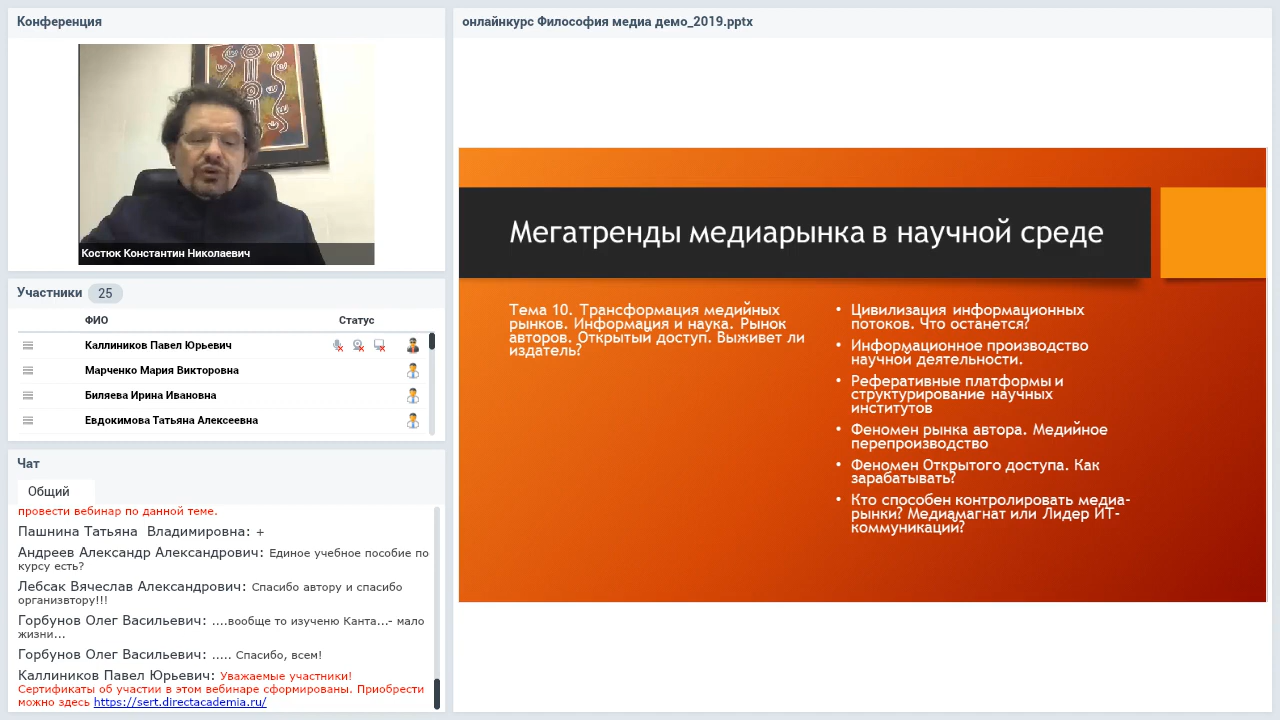 Конференция
Костюк Константин Николаевич
Участники 25
ФИО Статус
Каллиников Павел Юрьевич
Марченко Мария Викторовна
Биляева Ирина Ивановна
Евдокимова Татьяна Алексеевна
Чат
Общий
провести вебинар по данной теме.
Пашнина Татьяна Владимировна: +
Андреев Александр Александрович: Единое учебное пособие по
курсу есть?
Лебсак Вячеслав Александрович: Спасибо автору и спасибо
организвтору!!!
Горбунов Олег Васильевич: ....вообще то изученю Канта...- мало
жизни...
Горбунов Олег Васильевич: ..... Спасибо, всем!
Каллиников Павел Юрьевич: Уважаемые участники!
Сертификаты об участии в этом вебинаре сформированы. Приобрести
можно здесь https://sert.directacademia.ru/
онлайнкурс Философия медиа демо_2019.pptx
Мегатренды медиарынка в научной среде
Тема 10. Трансформация медийных
рынков. Информация и наука. Рынок
авторов. Открытый доступ. Выживет ли
издатель?
• Цивилизация информационных
потоков. Что останется?
• Информационное производство
научной деятельности.
• Реферативные платформы и
структурирование научных
институтов
• Феномен рынка автора. Медийное
перепроизводство
• Феномен Открытого доступа. Как
зарабатывать?
• Кто способен контролировать медиа-
рынки? Медиамагнат или Лидер ИТ-
коммуникаций?